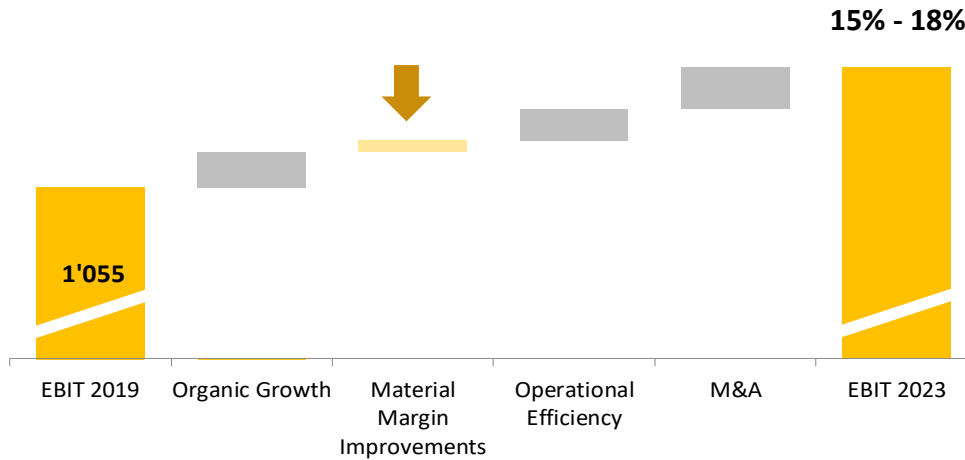 15% - 18%
1'055
EBIT 2019
Organic Growth
Material
Margin
Improvements
Operational
Efficiency
M&A
EBIT 2023